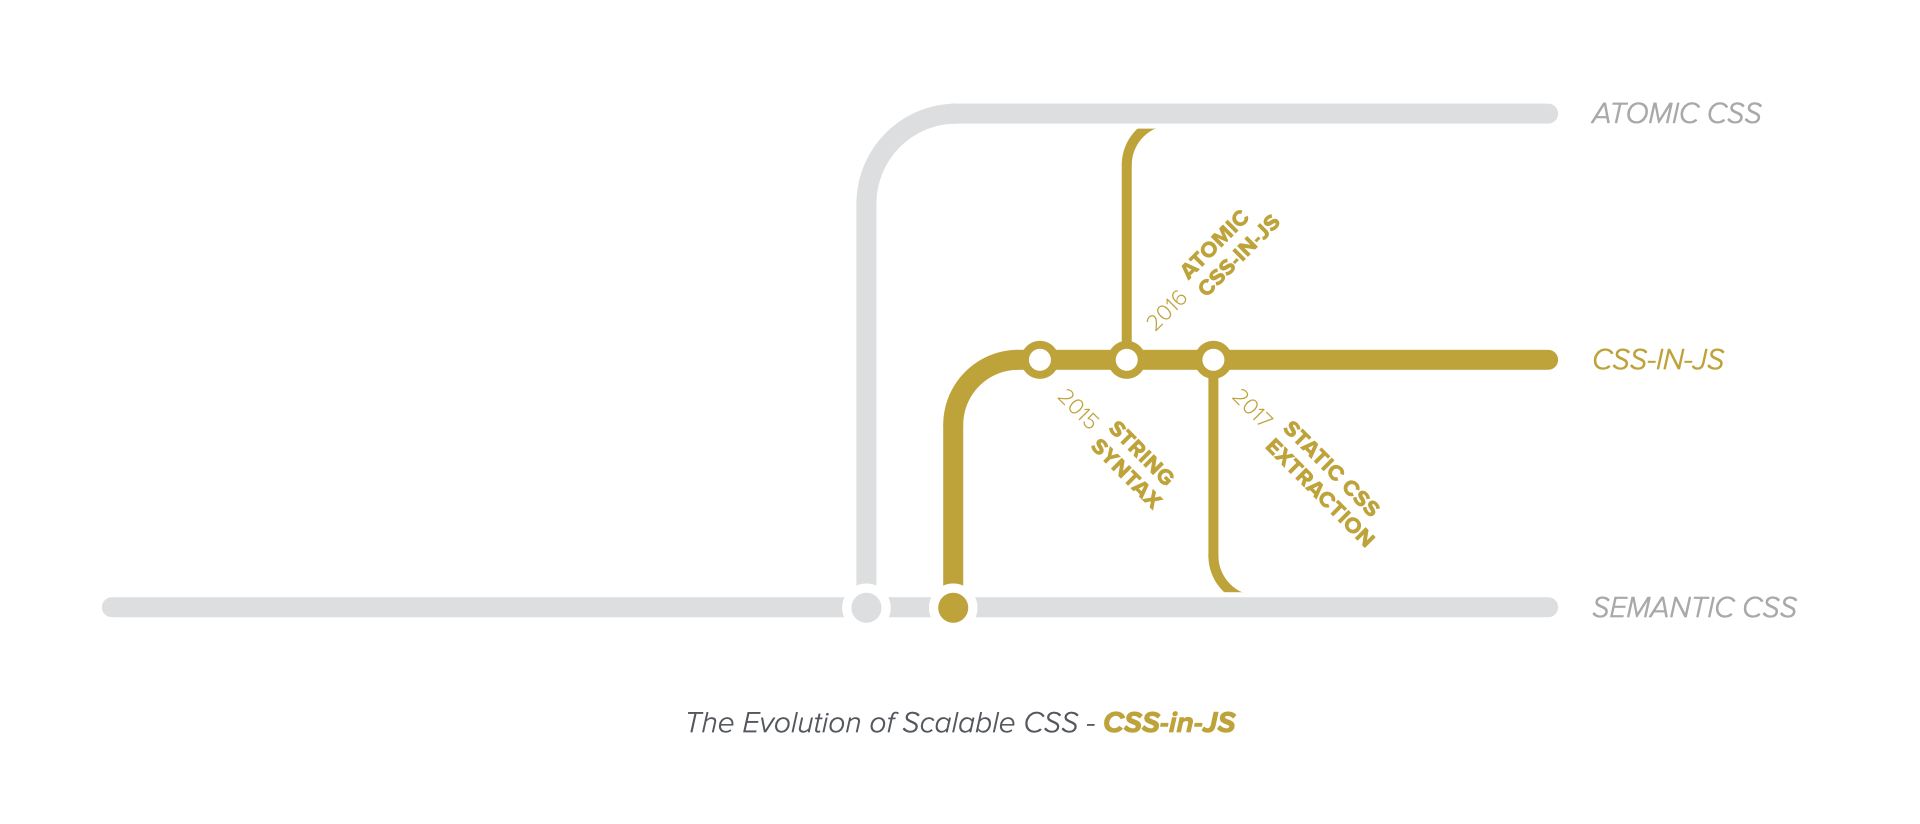 ATOMIC CSS
2016 ATOMIC
CSS-IN-JS
CSS-IN-JS
2015 STRING
SYNTAX
2017 STATIC CSS
EXTRACTION
SEMANTIC CSS
The Evolution of Scalable CSS - CSS-in-JS